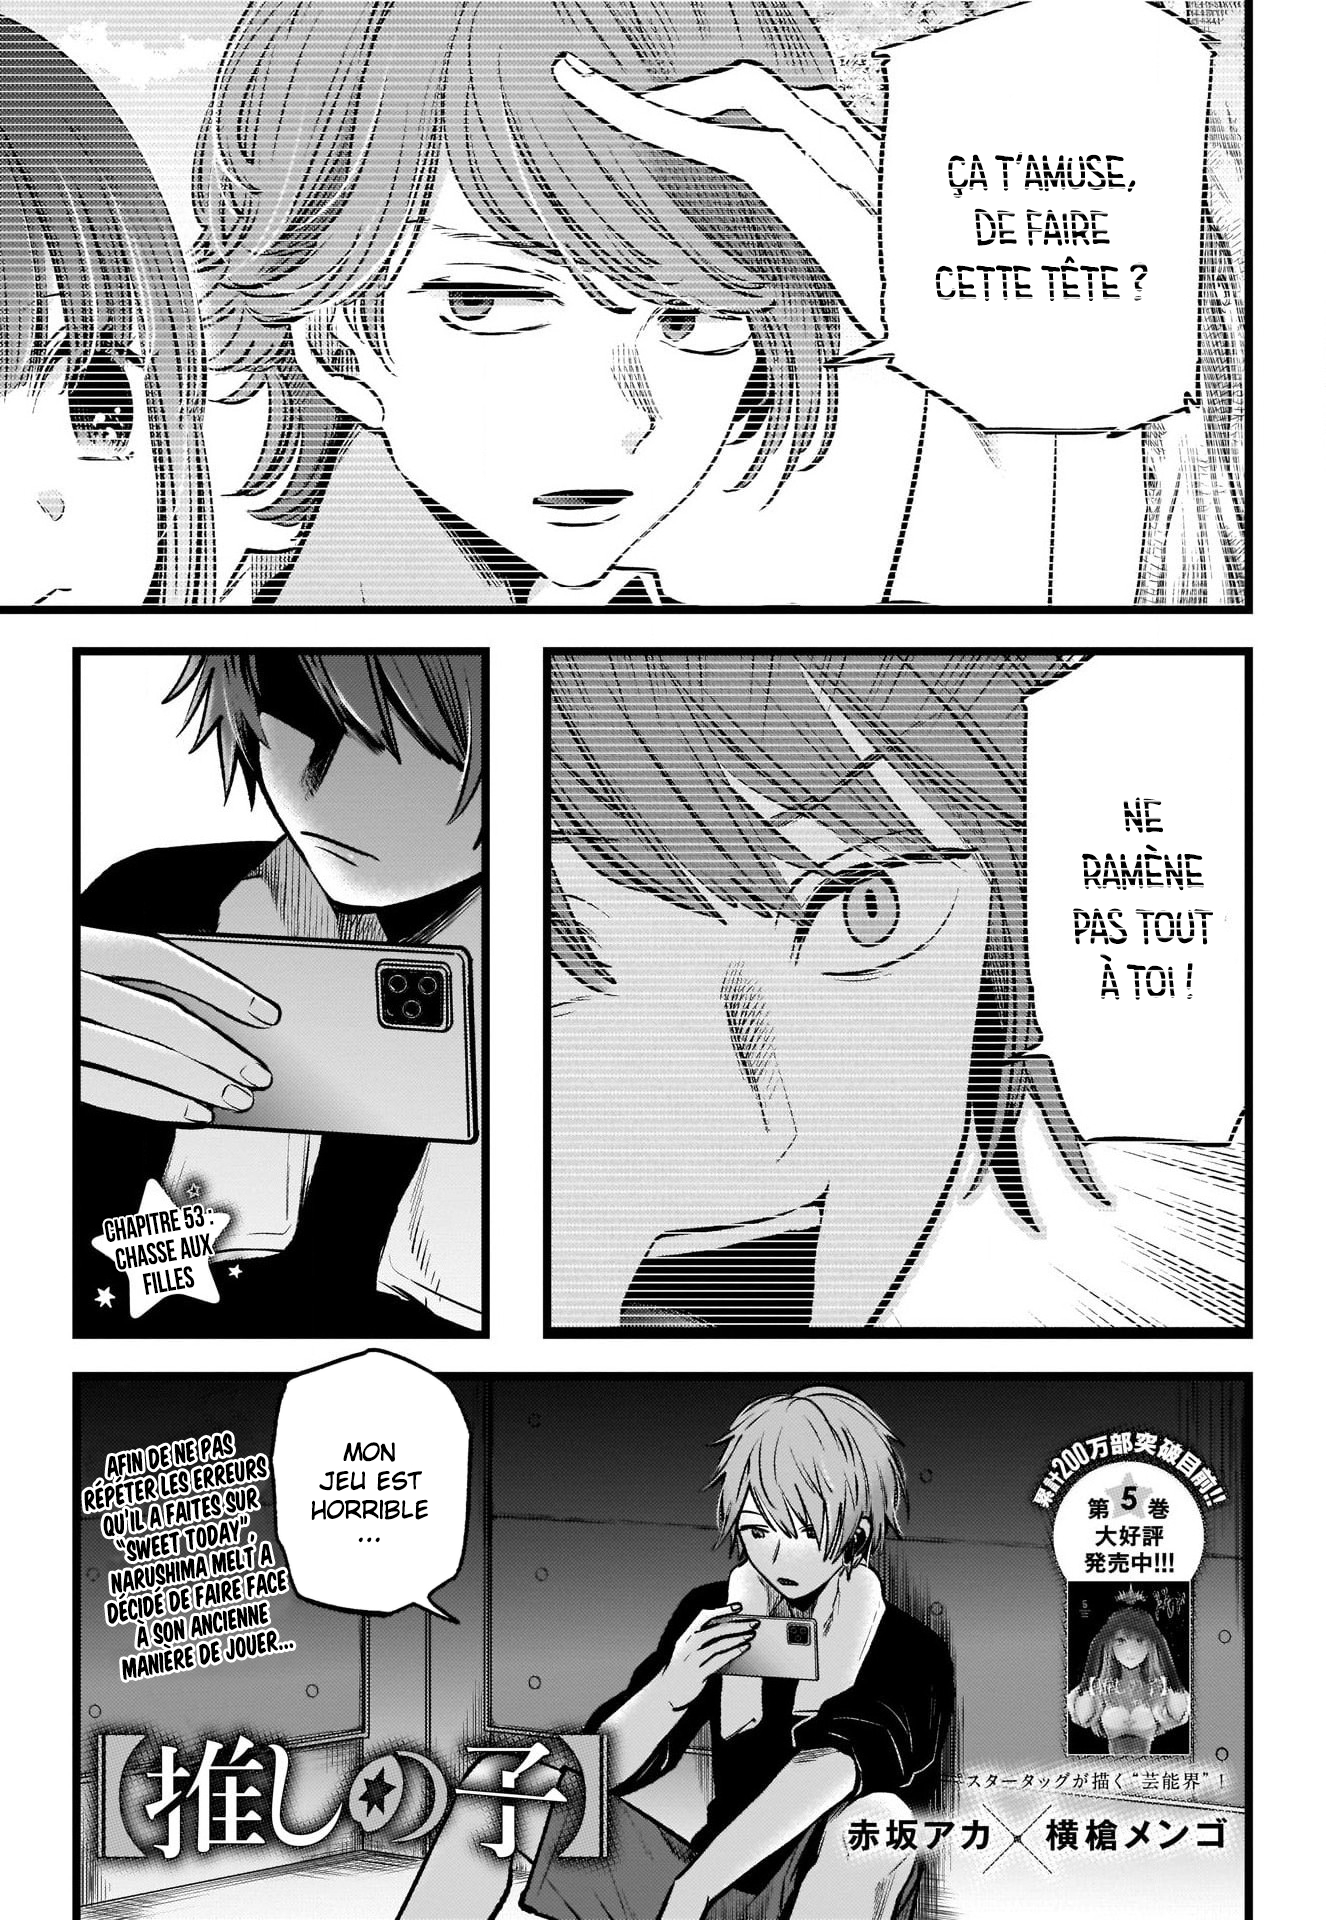 ÇA T'AMUSE,
DE FAIRE
CETTE TÊTE ?
NE
RAMÈNE
PAS TOUT
À TOI !
CHAPITRE 53 :
CHASSE AUX
FILLES
MON
JEU EST
HORRIBLE
...
AFIN DE NE PAS
RÉPÉTER LES ERREURS
QU'IL A FAITES SUR
"SWEET TODAY",
NARUSHIMA MELT A
DÉCIDÉ DE FAIRE FACE
À SON ANCIENNE
MANIÈRE DE JOUER...
累計200万部突破目前!!
第5巻
大好評
発売中!!!
5
【推しの子】
スタータッグが描く“芸能界”！
赤坂アカ×横槍メンゴ